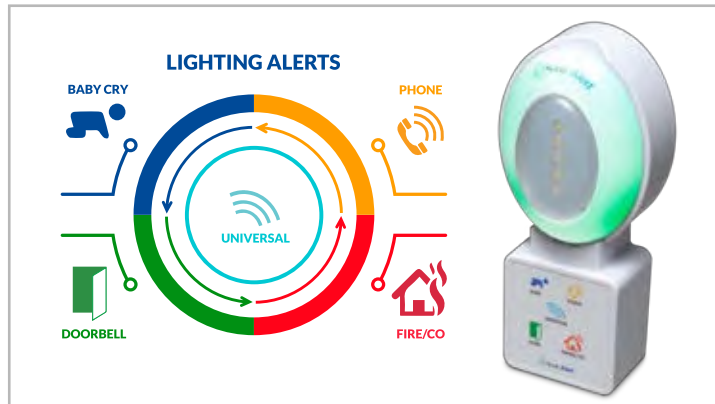 LIGHTING ALERTS
BABY CRY
PHONE
UNIVERSAL
DOORBELL
FIRE/CO